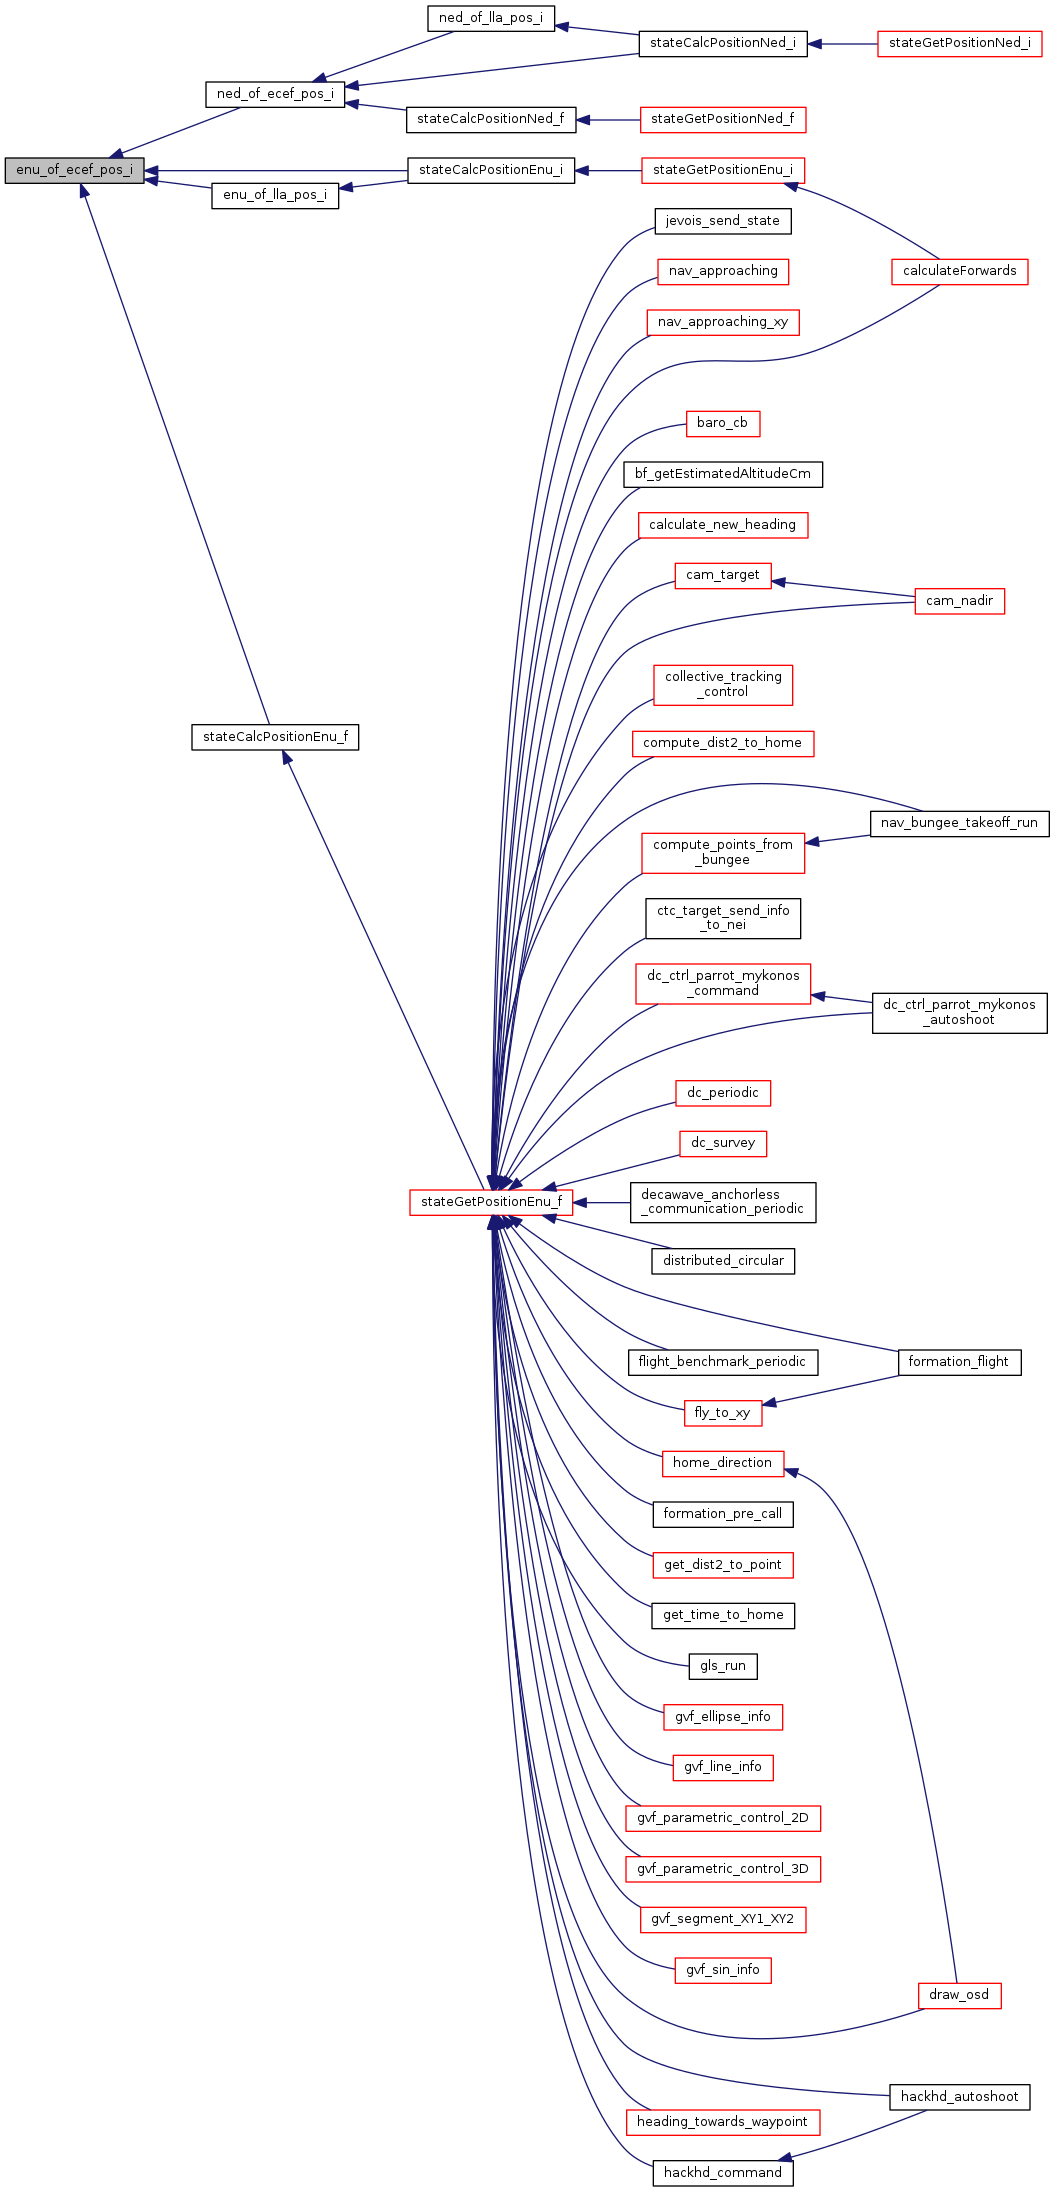 ned_of_lla_pos_i
stateCalcPositionNed_i
stateGetPositionNed_i
ned_of_ecef_pos_i
stateCalcPositionNed_f
stateGetPositionNed_f
enu_of_ecef_pos_i
stateCalcPositionEnu_i
stateGetPositionEnu_i
enu_of_lla_pos_i
jevois_send_state
nav_approaching
calculateForwards
nav_approaching_xy
baro_cb
bf_getEstimatedAltitudeCm
calculate_new_heading
cam_target
cam_nadir
collective_tracking
_control
stateCalcPositionEnu_f
compute_dist2_to_home
nav_bungee_takeoff_run
compute_points_from
_bungee
ctc_target_send_info
_to_nei
dc_ctrl_parrot_mykonos
_command
dc_ctrl_parrot_mykonos
_autoshoot
dc_periodic
dc_survey
stateGetPositionEnu_f
decawave_anchorless
_communication_periodic
distributed_circular
flight_benchmark_periodic
formation_flight
fly_to_xy
home_direction
formation_pre_call
get_dist2_to_point
get_time_to_home
gls_run
gvf_ellipse_info
gvf_line_info
gvf_parametric_control_2D
gvf_parametric_control_3D
gvf_segment_XY1_XY2
gvf_sin_info
draw_osd
hackhd_autoshoot
heading_towards_waypoint
hackhd_command